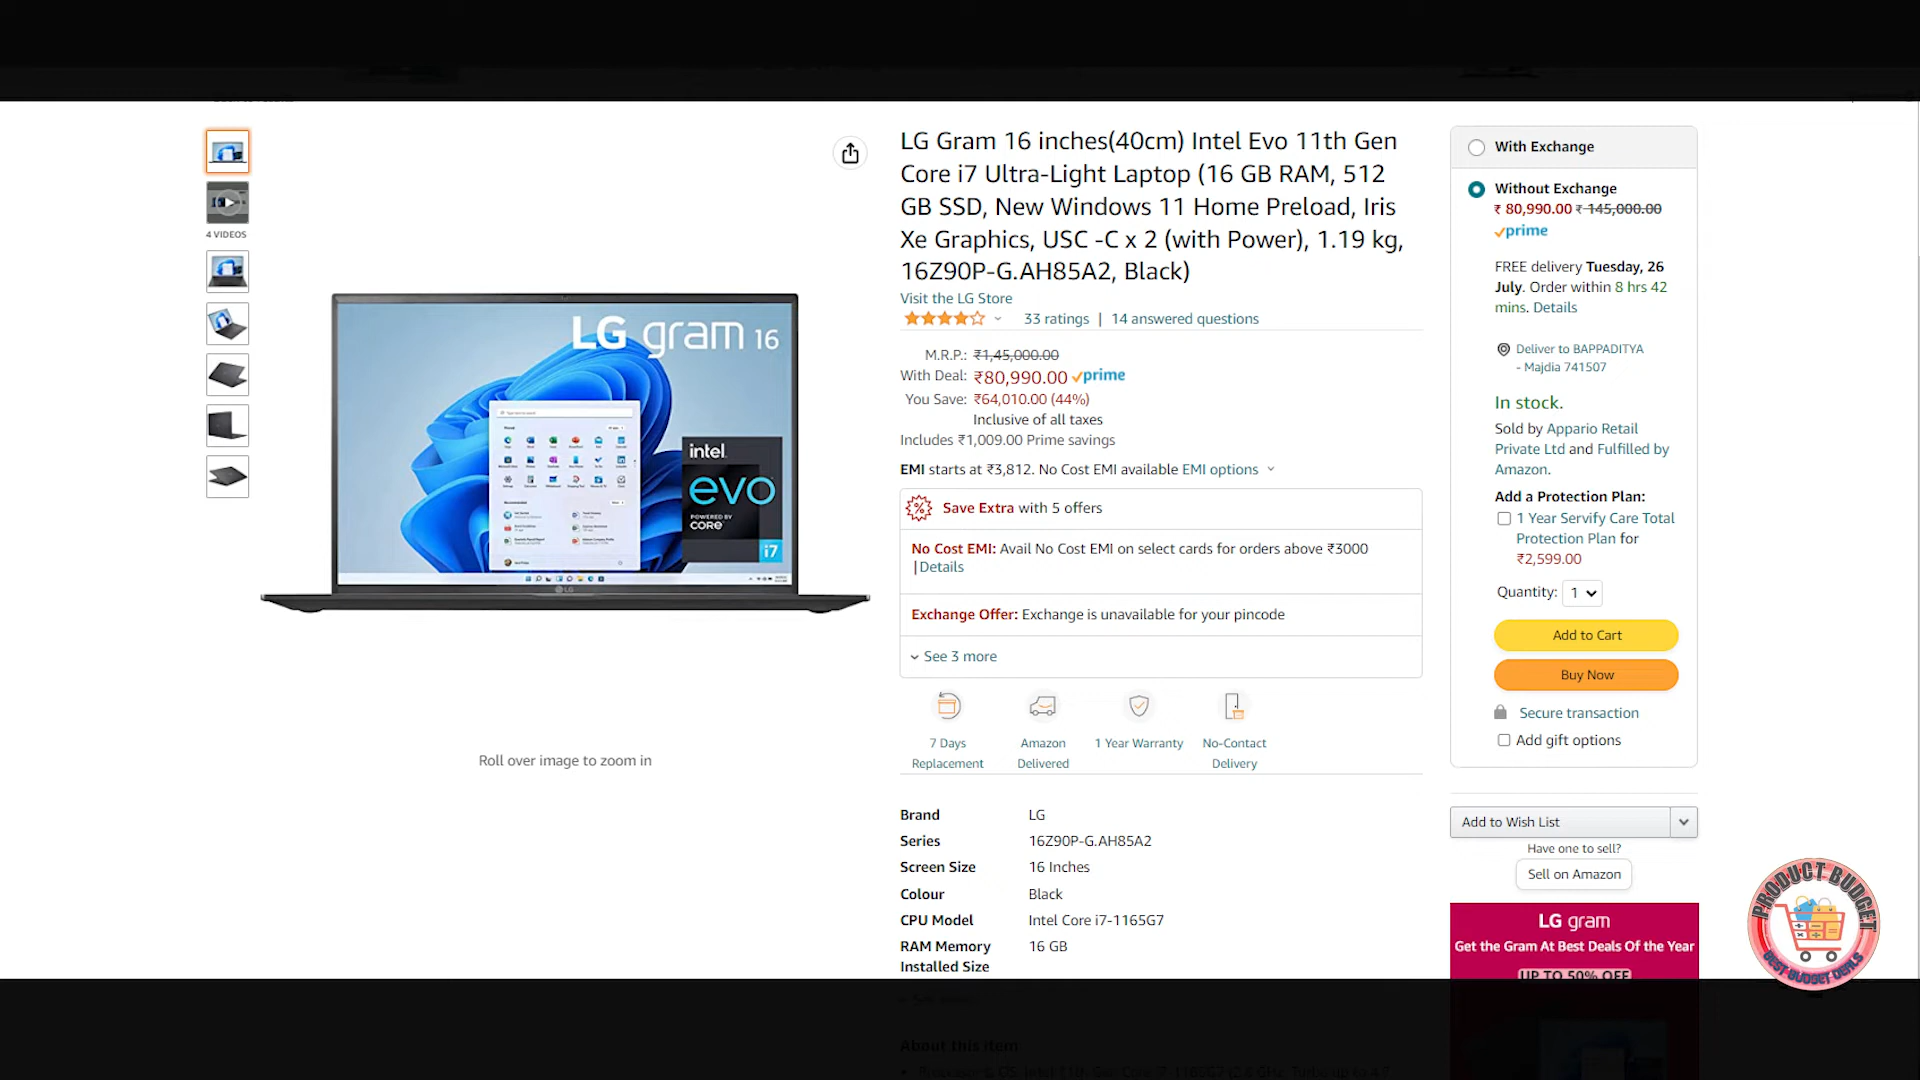 LG Gram 16 inches(40cm) Intel Evo 11th Gen
Core i7 Ultra-Light Laptop (16 GB RAM, 512
GB SSD, New Windows 11 Home Preload, Iris
Xe Graphics, USC -C x 2 (with Power), 1.19 kg,
16Z90P-G.AH85A2, Black)
Visit the LG Store
33 ratings | 14 answered questions
M.R.P.: ₹1,45,000.00
With Deal: ₹80,990.00 prime
You Save: ₹64,010.00 (44%)
Inclusive of all taxes
Includes ₹1,009.00 Prime savings
EMI starts at ₹3,812. No Cost EMI available EMI options
Save Extra with 5 offers
No Cost EMI: Avail No Cost EMI on select cards for orders above ₹3000
|Details
Exchange Offer: Exchange is unavailable for your pincode
See 3 more
7 Days
Replacement
Amazon
Delivered
1 Year Warranty
No-Contact
Delivery
Brand LG
Series 16Z90P-G.AH85A2
Screen Size 16 Inches
Colour Black
CPU Model Intel Core i7-1165G7
RAM Memory 16 GB
Installed Size
About this item
4 VIDEOS
LG gram 16
intel.
evo
POWERED BY
CORE
i7
LG
Roll over image to zoom in
With Exchange
Without Exchange
₹ 80,990.00 ₹ 145,000.00
prime
FREE delivery Tuesday, 26
July. Order within 8 hrs 42
mins. Details
Deliver to BAPPADITYA
- Majdia 741507
In stock.
Sold by Appario Retail
Private Ltd and Fulfilled by
Amazon.
Add a Protection Plan:
1 Year Servify Care Total
Protection Plan for
₹2,599.00
Quantity: 1
Add to Cart
Buy Now
Secure transaction
Add gift options
Add to Wish List
Have one to sell?
Sell on Amazon
LG gram
Get the Gram At Best Deals Of the Year
UP TO 50% OFF
PRODUCT BUDGET
BEST BUDGET DEALS